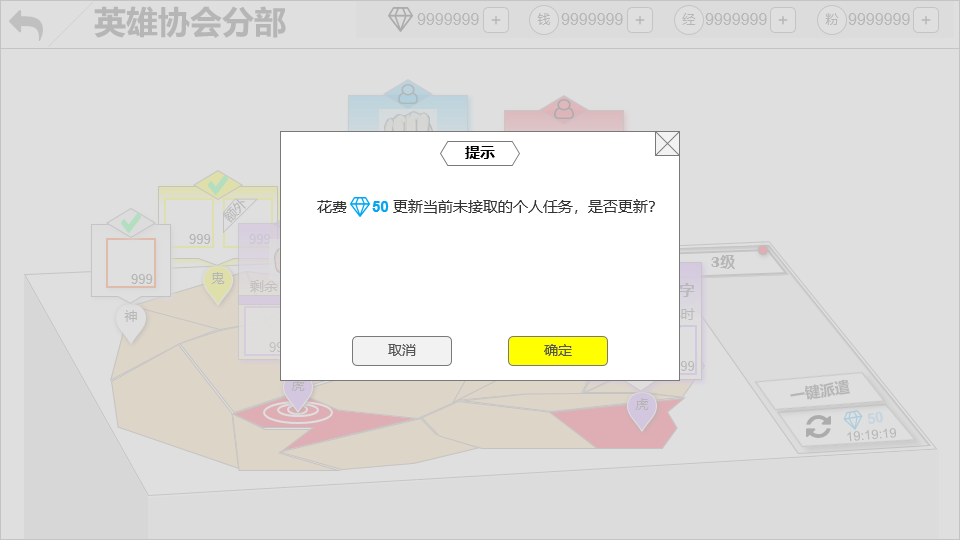 英雄协会分部
9999999 +
钱 9999999 +
经 9999999 +
粉 9999999 +
提示
花费 50 更新当前未接取的个人任务，是否更新？
取消
确定
999
额外
999
999
鬼
神
剩余
99
虎
3级
字
时
99
虎
一键派遣
50
19:19:19